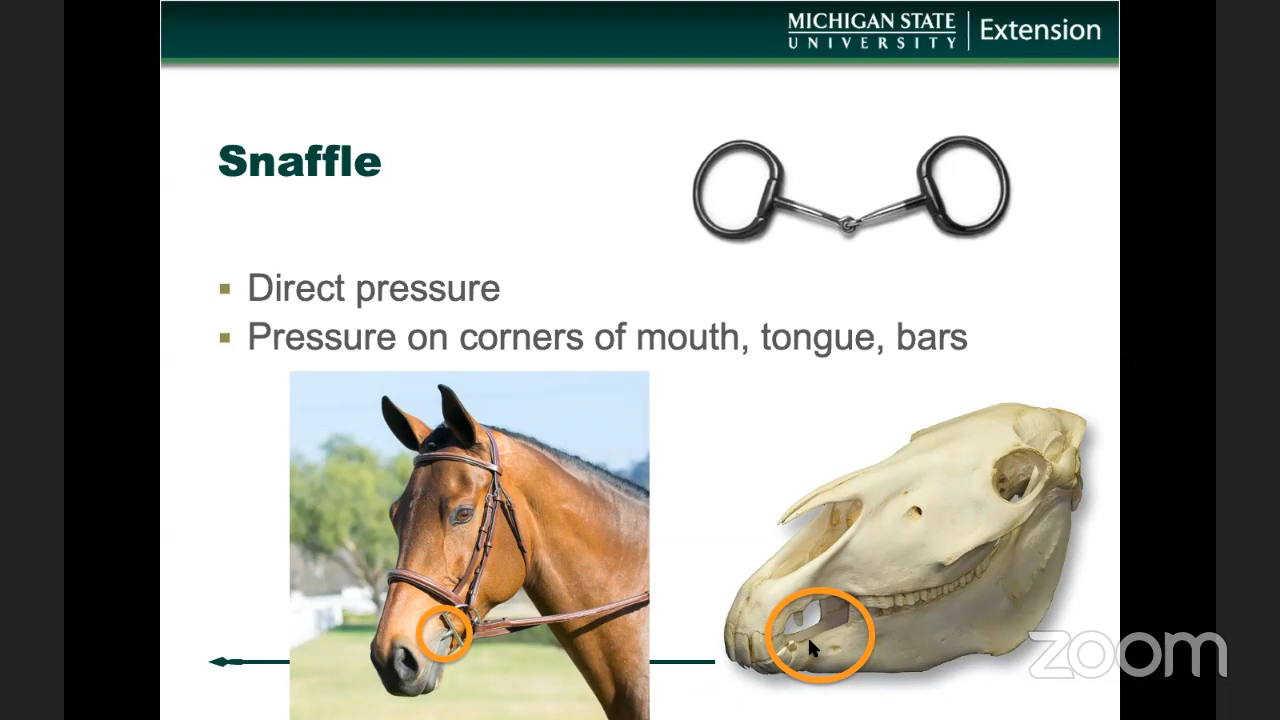 MICHIGAN STATE
UNIVERSITY
Extension
Snaffle
▪ Direct pressure
▪ Pressure on corners of mouth, tongue, bars
zoom